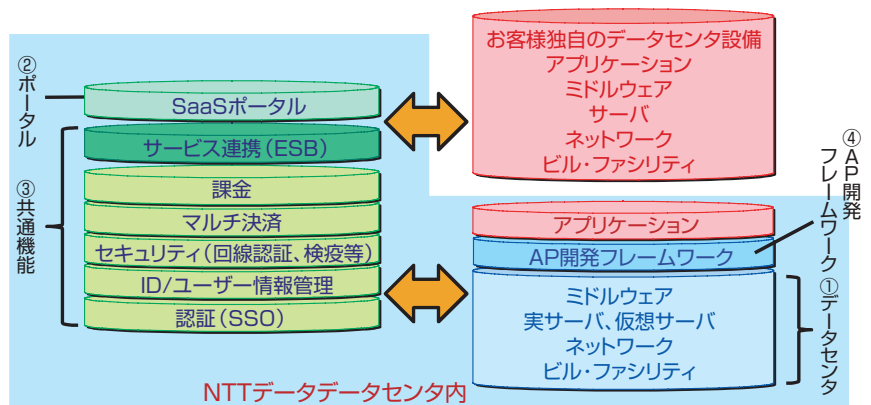 ②ポータル
SaaSポータル
③共通機能
サービス連携(ESB)
課金
マルチ決済
セキュリティ(回線認証、検疫等)
ID/ユーザー情報管理
認証(SSO)
お客様独自のデータセンタ設備
アプリケーション
ミドルウェア
サーバ
ネットワーク
ビル・ファシリティ
④AP開発
フレームワーク
アプリケーション
AP開発フレームワーク
①データセンタ
ミドルウェア
実サーバ、仮想サーバ
ネットワーク
ビル・ファシリティ
NTTデータデータセンタ内